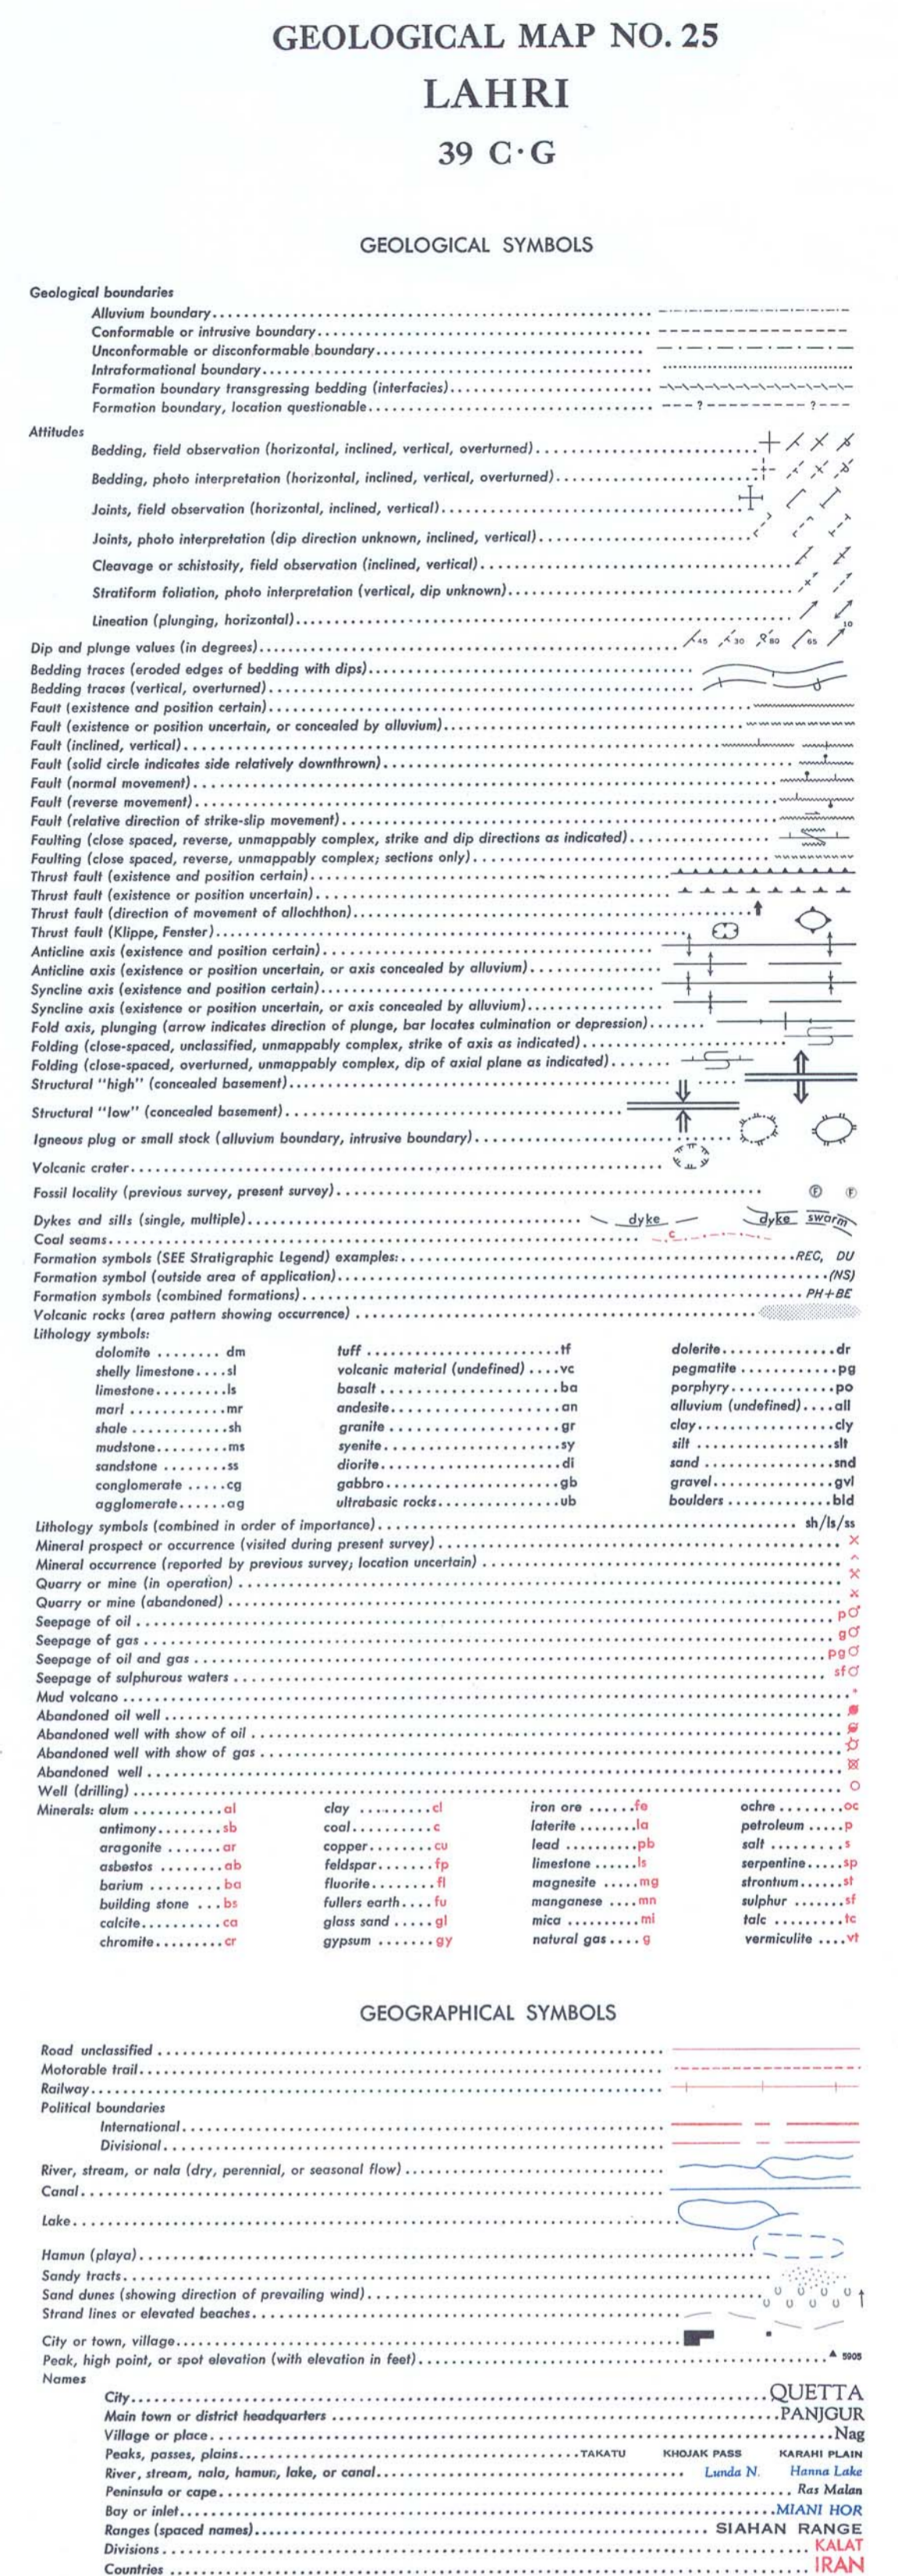 GEOLOGICAL MAP NO. 25
LAHRI
39 C·G
GEOLOGICAL SYMBOLS
Geological boundaries
Alluvium boundary
Conformable or intrusive boundary
Unconformable or disconformable boundary
Intraformational boundary
Formation boundary transgressing bedding (interfacies)
Formation boundary, location questionable ? ?
Attitudes
Bedding, field observation (horizontal, inclined, vertical, overturned)
Bedding, photo interpretation (horizontal, inclined, vertical, overturned)
Joints, field observation (horizontal, inclined, vertical)
Joints, photo interpretation (dip direction unknown, inclined, vertical)
Cleavage or schistosity, field observation (inclined, vertical)
Stratiform foliation, photo interpretation (vertical, dip unknown)
Lineation (plunging, horizontal)
Dip and plunge values (in degrees) 45 30 80 65 10
Bedding traces (eroded edges of bedding with dips)
Bedding traces (vertical, overturned)
Fault (existence and position certain)
Fault (existence or position uncertain, or concealed by alluvium)
Fault (inclined, vertical)
Fault (solid circle indicates side relatively downthrown)
Fault (normal movement)
Fault (reverse movement)
Fault (relative direction of strike-slip movement)
Faulting (close spaced, reverse, unmappably complex, strike and dip directions as indicated)
Faulting (close spaced, reverse, unmappably complex; sections only)
Thrust fault (existence and position certain)
Thrust fault (existence or position uncertain)
Thrust fault (direction of movement of allochthon)
Thrust fault (Klippe, Fenster)
Anticline axis (existence and position certain)
Anticline axis (existence or position uncertain, or axis concealed by alluvium)
Syncline axis (existence and position certain)
Syncline axis (existence or position uncertain, or axis concealed by alluvium)
Fold axis, plunging (arrow indicates direction of plunge, bar locates culmination or depression)
Folding (close-spaced, unclassified, unmappably complex, strike of axis as indicated)
Folding (close-spaced, overturned, unmappably complex, dip of axial plane as indicated)
Structural "high" (concealed basement)
Structural "low" (concealed basement)
Igneous plug or small stock (alluvium boundary, intrusive boundary)
Volcanic crater
Fossil locality (previous survey, present survey) F F
Dykes and sills (single, multiple) dyke dyke swarm
Coal seams c
Formation symbols (SEE Stratigraphic Legend) examples: REC, DU
Formation symbol (outside area of application) (NS)
Formation symbols (combined formations) PH+BE
Volcanic rocks (area pattern showing occurrence)
Lithology symbols:
dolomite dm tuff tf dolerite dr
shelly limestone sl volcanic material (undefined) vc pegmatite pg
limestone ls basalt ba porphyry po
marl mr andesite an alluvium (undefined) all
shale sh granite gr clay cly
mudstone ms syenite sy silt slt
sandstone ss diorite di sand snd
conglomerate cg gabbro gb gravel gvl
agglomerate ag ultrabasic rocks ub boulders bld
Lithology symbols (combined in order of importance) sh/ls/ss
Mineral prospect or occurrence (visited during present survey)
Mineral occurrence (reported by previous survey; location uncertain)
Quarry or mine (in operation)
Quarry or mine (abandoned)
Seepage of oil p
Seepage of gas g
Seepage of oil and gas pg
Seepage of sulphurous waters sf
Mud volcano
Abandoned oil well
Abandoned well with show of oil
Abandoned well with show of gas
Abandoned well
Well (drilling)
Minerals: alum al clay cl iron ore fe ochre oc
antimony sb coal c laterite la petroleum p
aragonite ar copper cu lead pb salt s
asbestos ab feldspar fp limestone ls serpentine sp
barium ba fluorite fl magnesite mg strontium st
building stone bs fullers earth fu manganese mn sulphur sf
calcite ca glass sand gl mica mi talc tc
chromite cr gypsum gy natural gas g vermiculite vt
GEOGRAPHICAL SYMBOLS
Road unclassified
Motorable trail
Railway
Political boundaries
International
Divisional
River, stream, or nala (dry, perennial, or seasonal flow)
Canal
Lake
Hamun (playa)
Sandy tracts
Sand dunes (showing direction of prevailing wind)
Strand lines or elevated beaches
City or town, village
Peak, high point, or spot elevation (with elevation in feet) 5905
Names
City QUETTA
Main town or district headquarters PANJGUR
Village or place Nag
Peaks, passes, plains TAKATU KHOJAK PASS KARAHI PLAIN
River, stream, nala, hamun, lake, or canal Lunda N. Hanna Lake
Peninsula or cape Ras Malan
Bay or inlet MIANI HOR
Ranges (spaced names) SIAHAN RANGE
Divisions KALAT
Countries IRAN